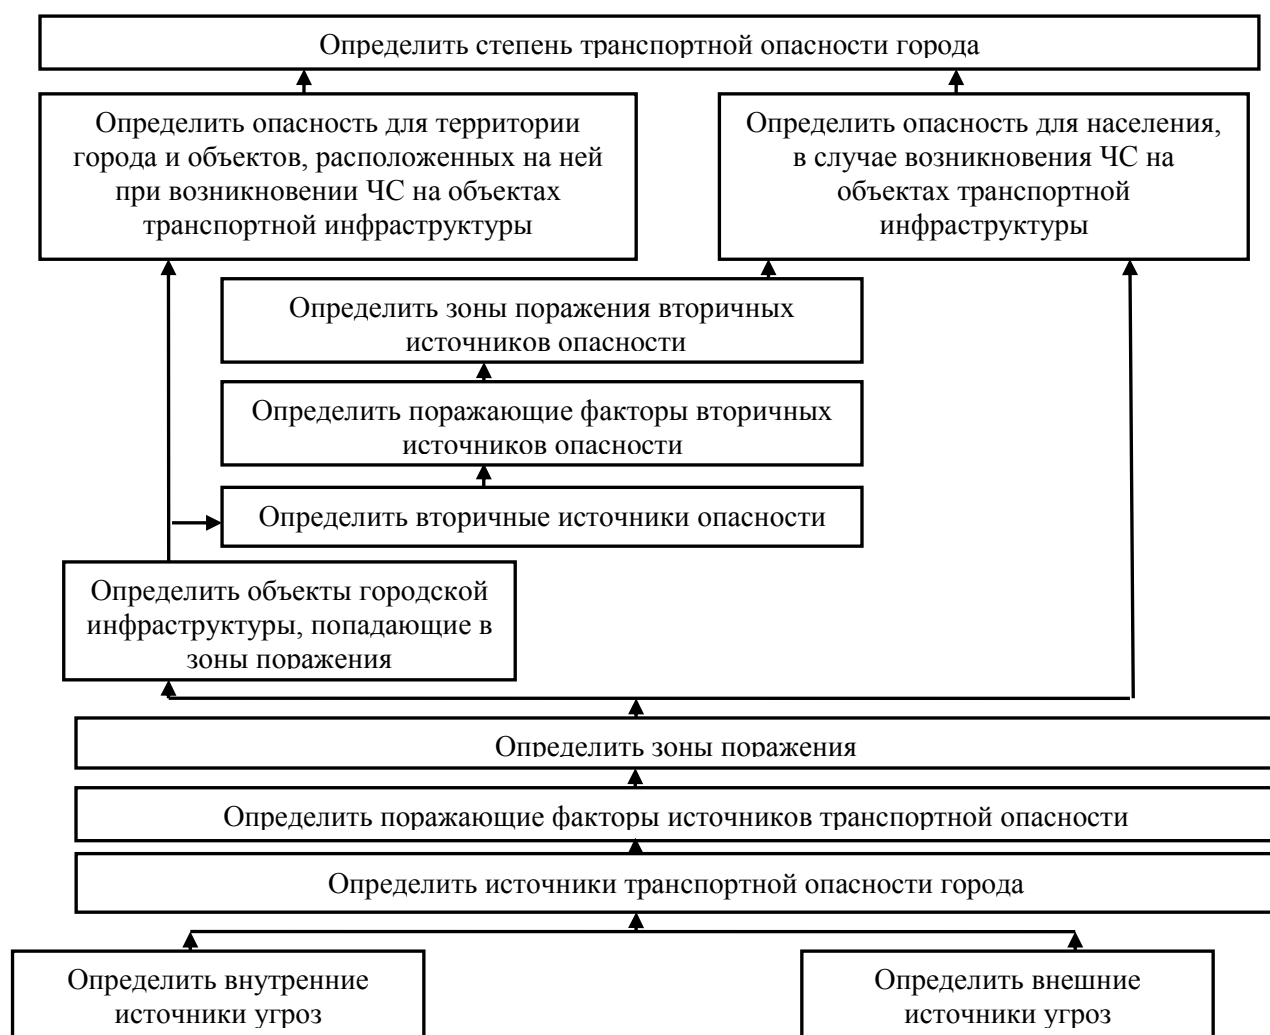 Определить степень транспортной опасности города
Определить опасность для территории
города и объектов, расположенных на ней
при возникновении ЧС на объектах
транспортной инфраструктуры
Определить опасность для населения,
в случае возникновения ЧС на
объектах транспортной
инфраструктуры
Определить зоны поражения вторичных
источников опасности
Определить поражающие факторы вторичных
источников опасности
Определить вторичные источники опасности
Определить объекты городской
инфраструктуры, попадающие в
зоны поражения
Определить зоны поражения
Определить поражающие факторы источников транспортной опасности
Определить источники транспортной опасности города
Определить внутренние
источники угроз
Определить внешние
источники угроз